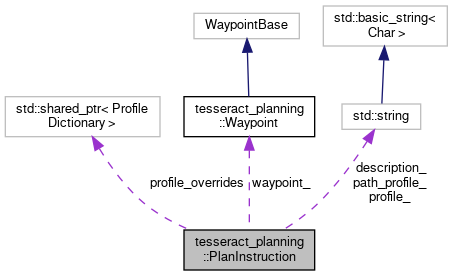 WaypointBase
std::basic_string<
Char >
std::shared_ptr< Profile
Dictionary >
tesseract_planning
::Waypoint
std::string
profile_overrides
waypoint_
description_
path_profile_
profile_
tesseract_planning
::PlanInstruction